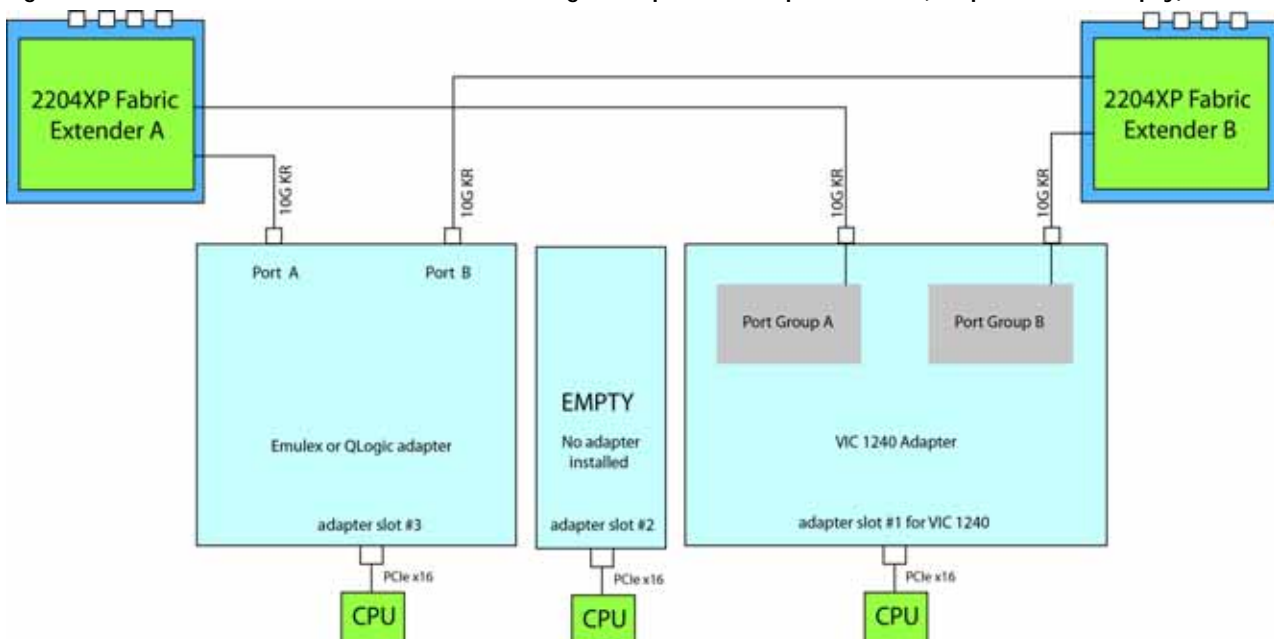 2204XP Fabric
Extender A
2204XP Fabric
Extender B
10G KR
10G KR
10G KR
10G KR
Port A
Port B
Port Group A
Port Group B
EMPTY
No adapter
installed
Emulex or QLogic adapter
VIC 1240 Adapter
adapter slot #3
adapter slot #2
adapter slot #1 for VIC 1240
PCIe x16
PCIe x16
PCIe x16
CPU
CPU
CPU